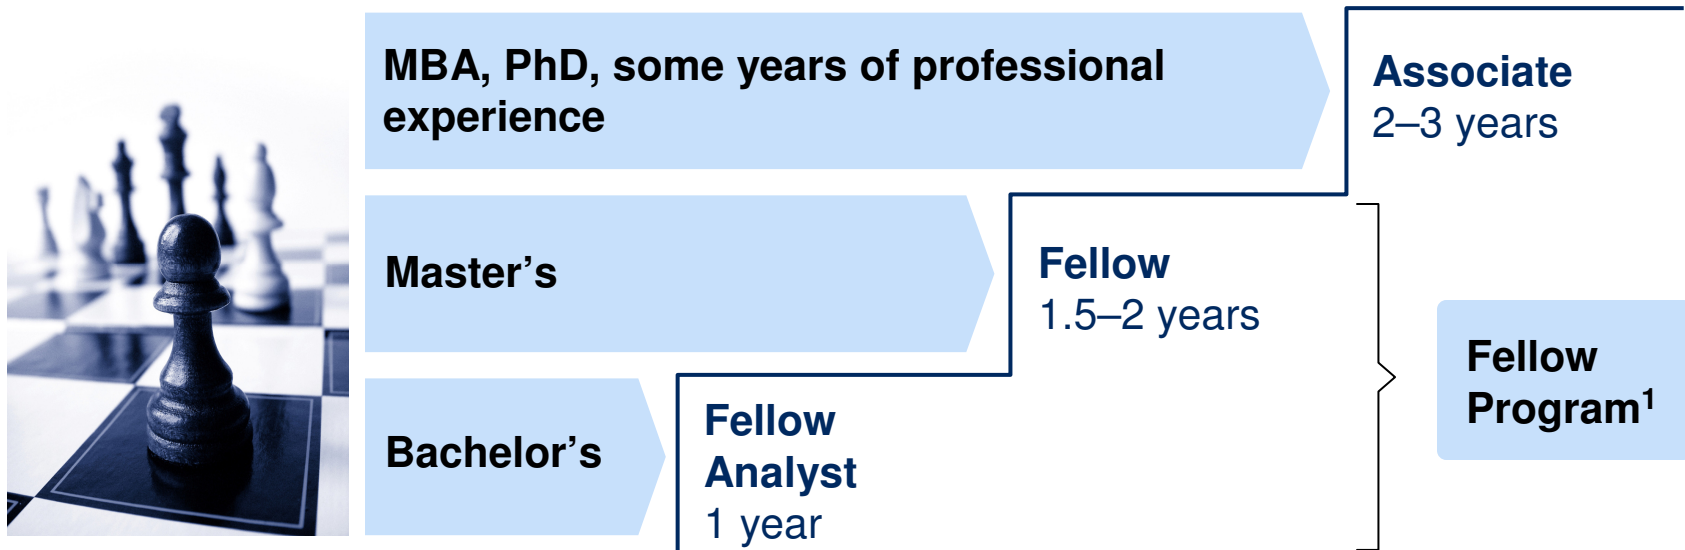 MBA, PhD, some years of professional
experience
Associate
2–3 years
Master’s
Fellow
1.5–2 years
Bachelor’s
Fellow
Analyst
1 year
Fellow
Program¹